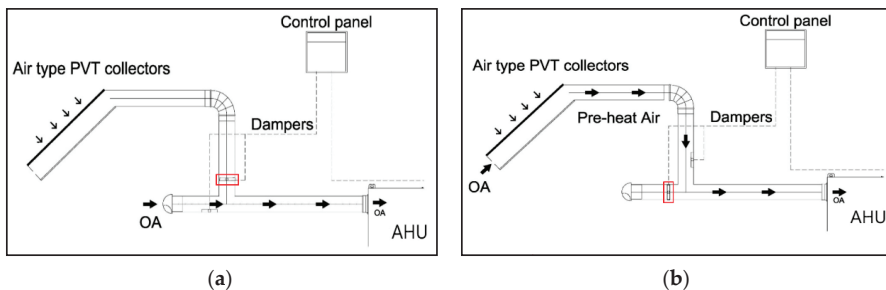 Control panel
Air type PVT collectors
Dampers
OA
OA
AHU
(a)
Control panel
Air type PVT collectors
Pre-heat Air
Dampers
OA
OA
AHU
(b)